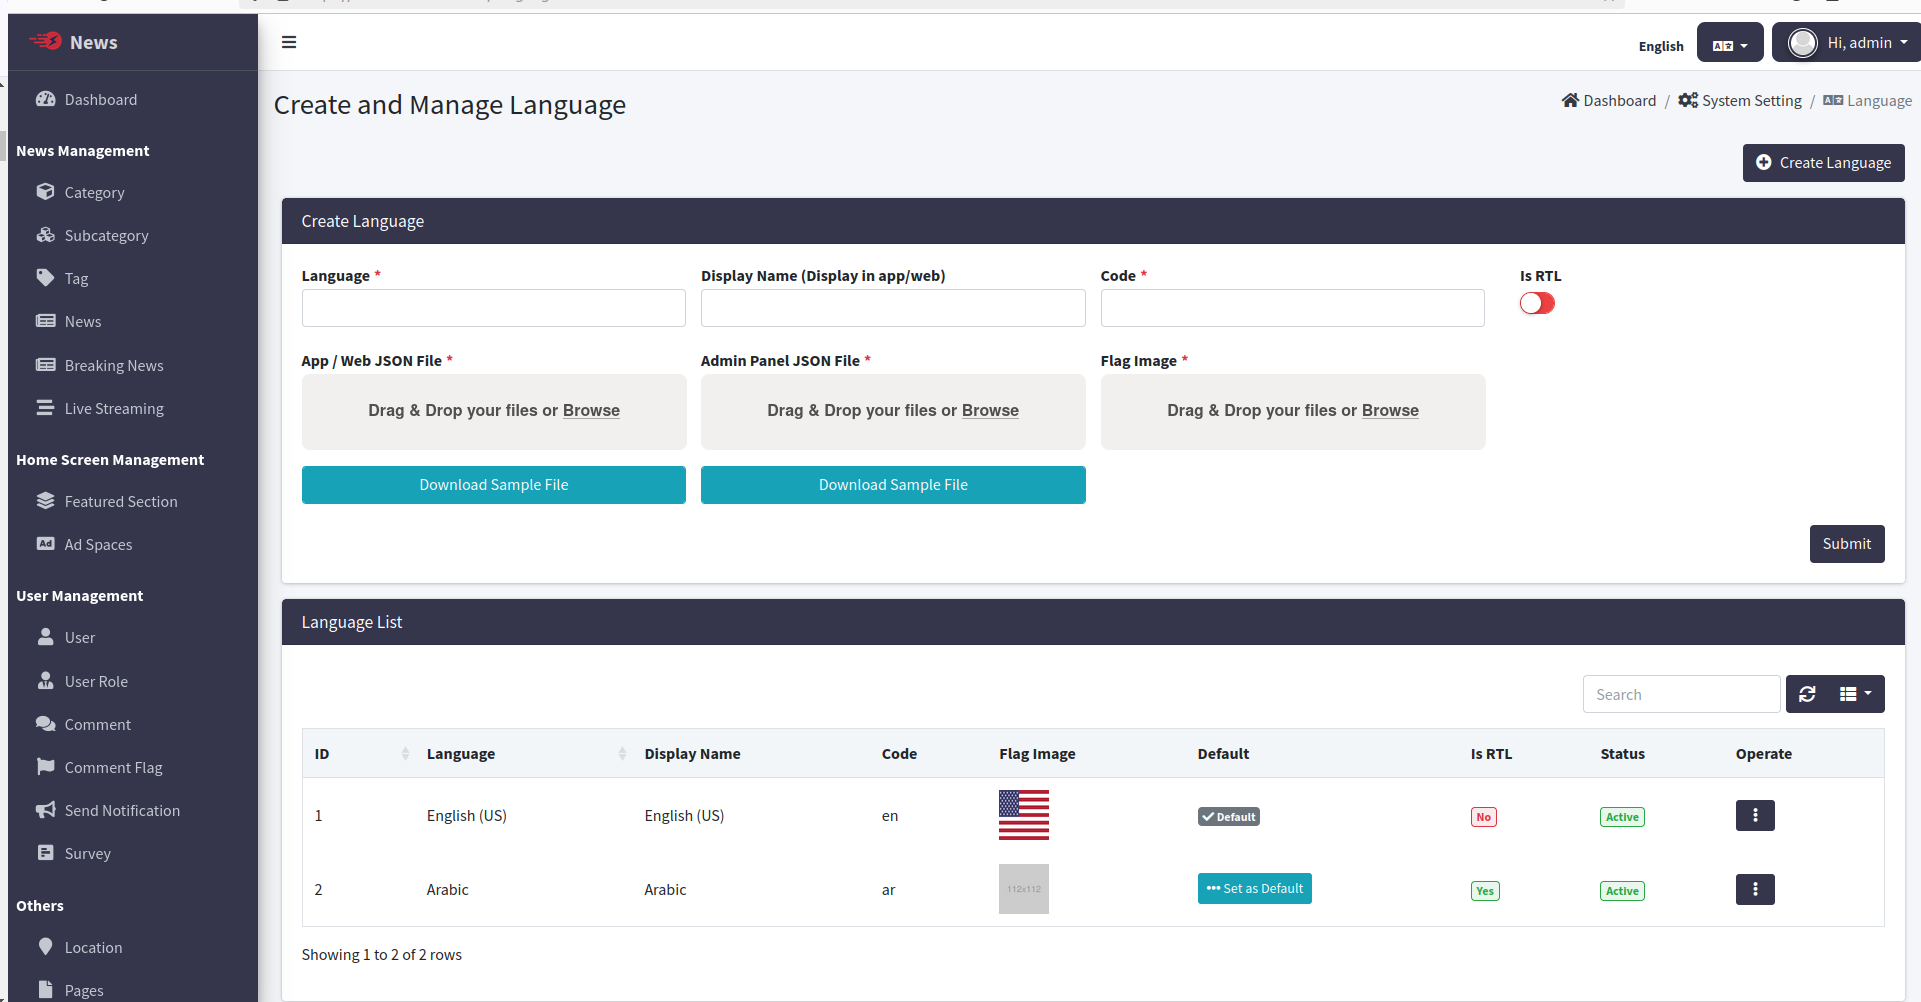 News
English
Hi, admin
Dashboard
News Management
Category
Subcategory
Tag
News
Breaking News
Live Streaming
Home Screen Management
Featured Section
Ad Spaces
User Management
User
User Role
Comment
Comment Flag
Send Notification
Survey
Others
Location
Pages
Create and Manage Language
Dashboard / System Setting / Language
Create Language
Create Language
Language *
Display Name (Display in app/web)
Code *
Is RTL
App / Web JSON File *
Admin Panel JSON File *
Flag Image *
Drag & Drop your files or Browse
Drag & Drop your files or Browse
Drag & Drop your files or Browse
Download Sample File
Download Sample File
Submit
Language List
Search
ID Language Display Name Code Flag Image Default Is RTL Status Operate
1 English (US) English (US) en Default No Active
2 Arabic Arabic ar 112x112 Set as Default Yes Active
Showing 1 to 2 of 2 rows